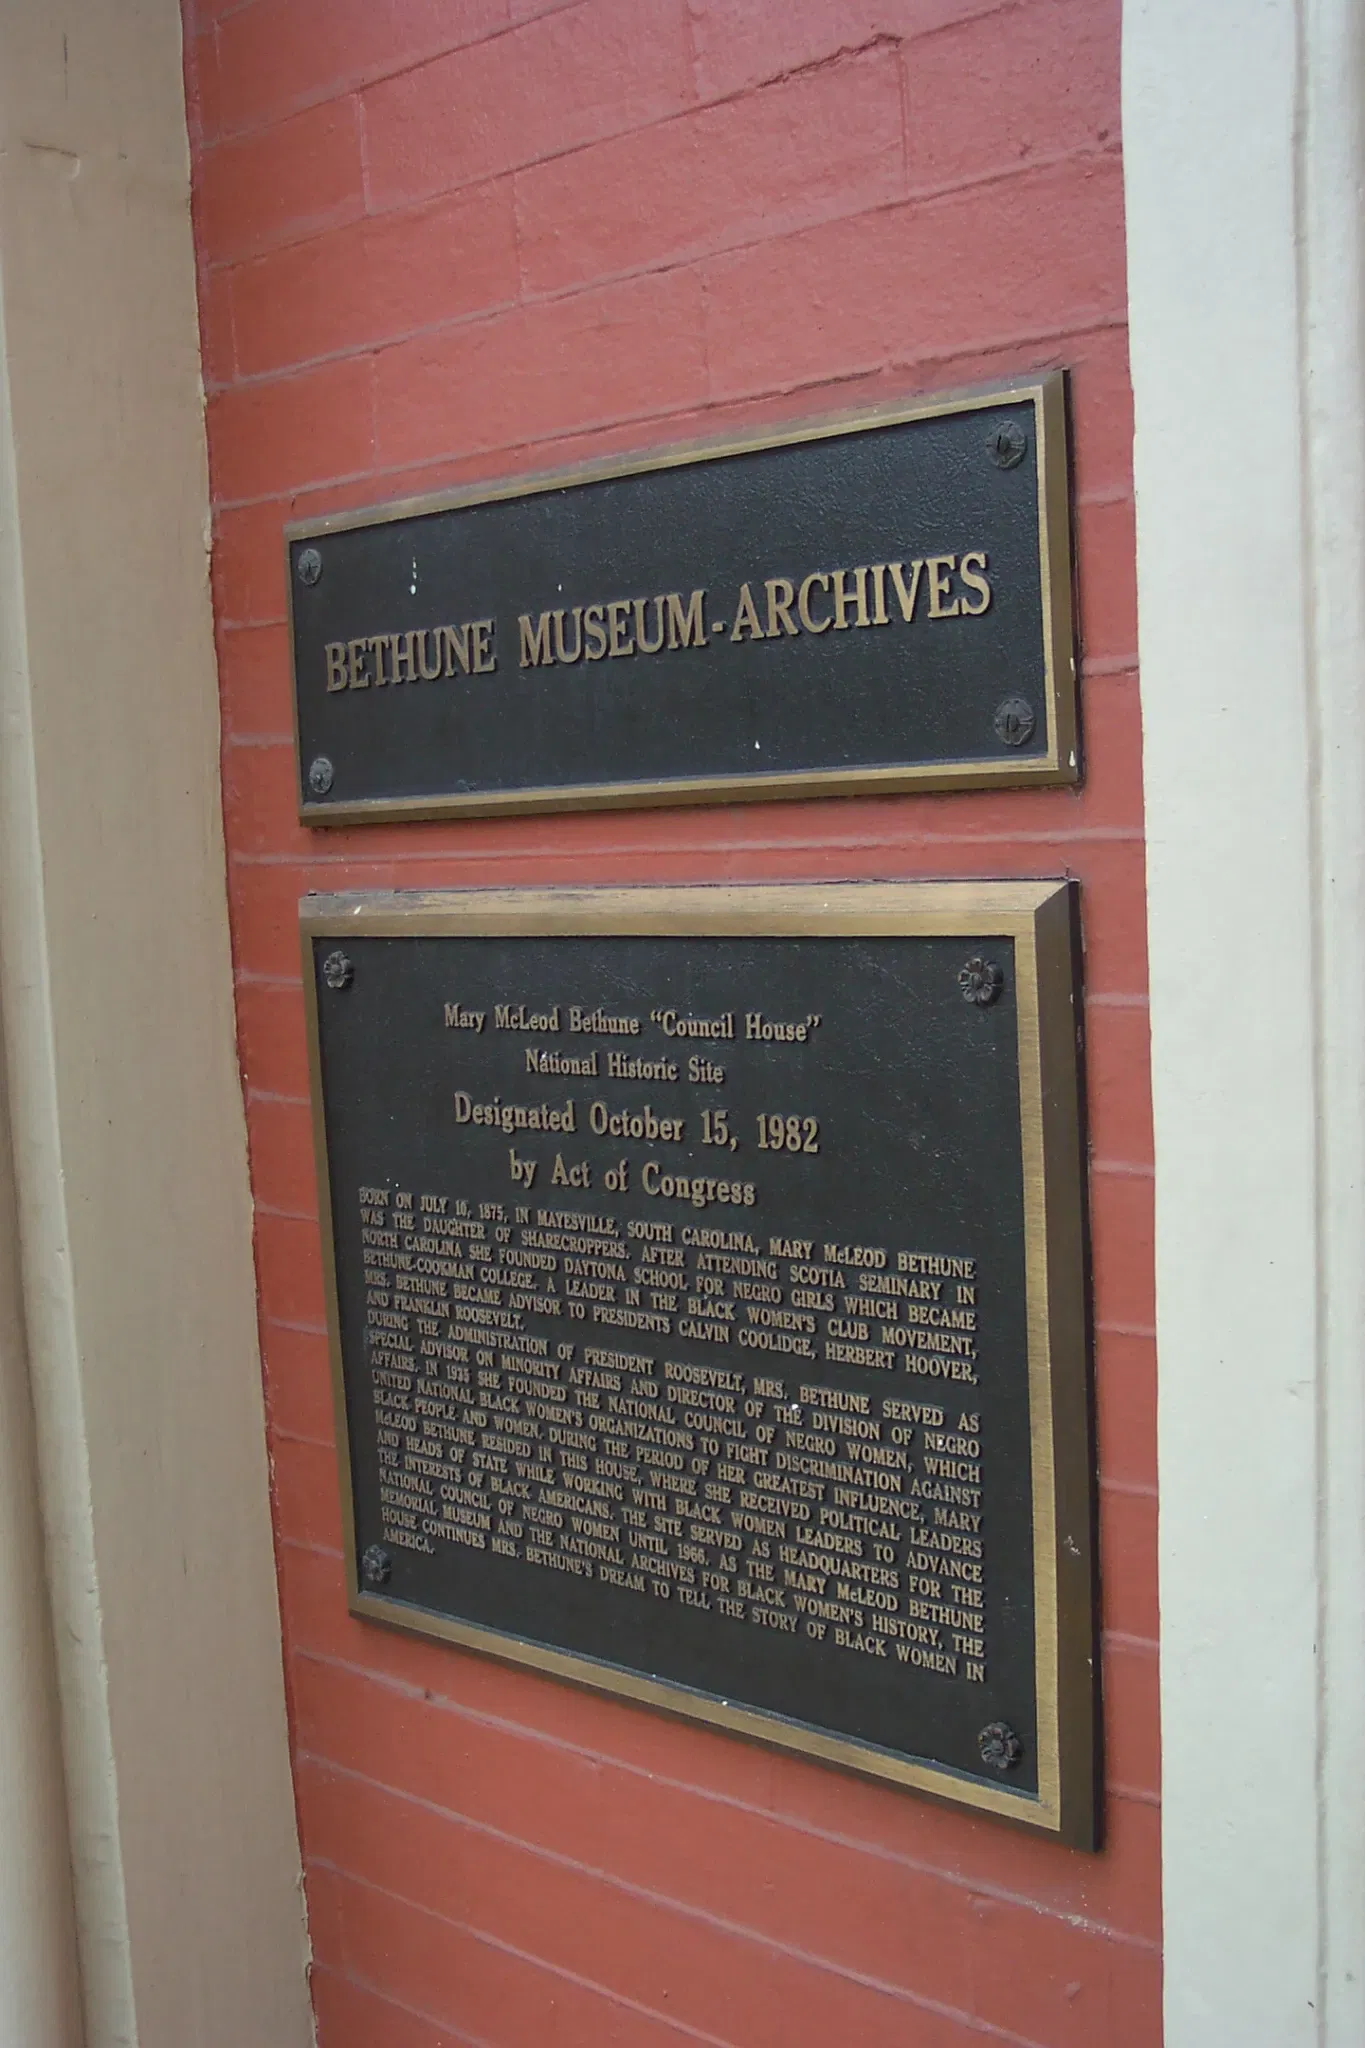 BETHUNE MUSEUM-ARCHIVES
Mary McLeod Bethune "Council House"
National Historic Site
Designated October 15, 1982
by Act of Congress
BORN ON JULY 10, 1875, IN MAYESVILLE, SOUTH CAROLINA, MARY McLEOD BETHUNE
WAS THE DAUGHTER OF SHARECROPPERS. AFTER ATTENDING SCOTIA SEMINARY IN
NORTH CAROLINA SHE FOUNDED DAYTONA SCHOOL FOR NEGRO GIRLS WHICH BECAME
BETHUNE-COOKMAN COLLEGE. A LEADER IN THE BLACK WOMEN'S CLUB MOVEMENT,
MRS. BETHUNE BECAME ADVISOR TO PRESIDENTS CALVIN COOLIDGE, HERBERT HOOVER,
AND FRANKLIN ROOSEVELT.
DURING THE ADMINISTRATION OF PRESIDENT ROOSEVELT, MRS. BETHUNE SERVED AS
SPECIAL ADVISOR ON MINORITY AFFAIRS AND DIRECTOR OF THE DIVISION OF NEGRO
AFFAIRS. IN 1935 SHE FOUNDED THE NATIONAL COUNCIL OF NEGRO WOMEN, WHICH
UNITED NATIONAL BLACK WOMEN'S ORGANIZATIONS TO FIGHT DISCRIMINATION AGAINST
BLACK PEOPLE AND WOMEN. DURING THE PERIOD OF HER GREATEST INFLUENCE, MARY
McLEOD BETHUNE RESIDED IN THIS HOUSE, WHERE SHE RECEIVED POLITICAL LEADERS
AND HEADS OF STATE WHILE WORKING WITH BLACK WOMEN LEADERS TO ADVANCE
THE INTERESTS OF BLACK AMERICANS. THE SITE SERVED AS HEADQUARTERS FOR THE
NATIONAL COUNCIL OF NEGRO WOMEN UNTIL 1966. AS THE MARY McLEOD BETHUNE
MEMORIAL MUSEUM AND THE NATIONAL ARCHIVES FOR BLACK WOMEN'S HISTORY, THE
HOUSE CONTINUES MRS. BETHUNE'S DREAM TO TELL THE STORY OF BLACK WOMEN IN
AMERICA.